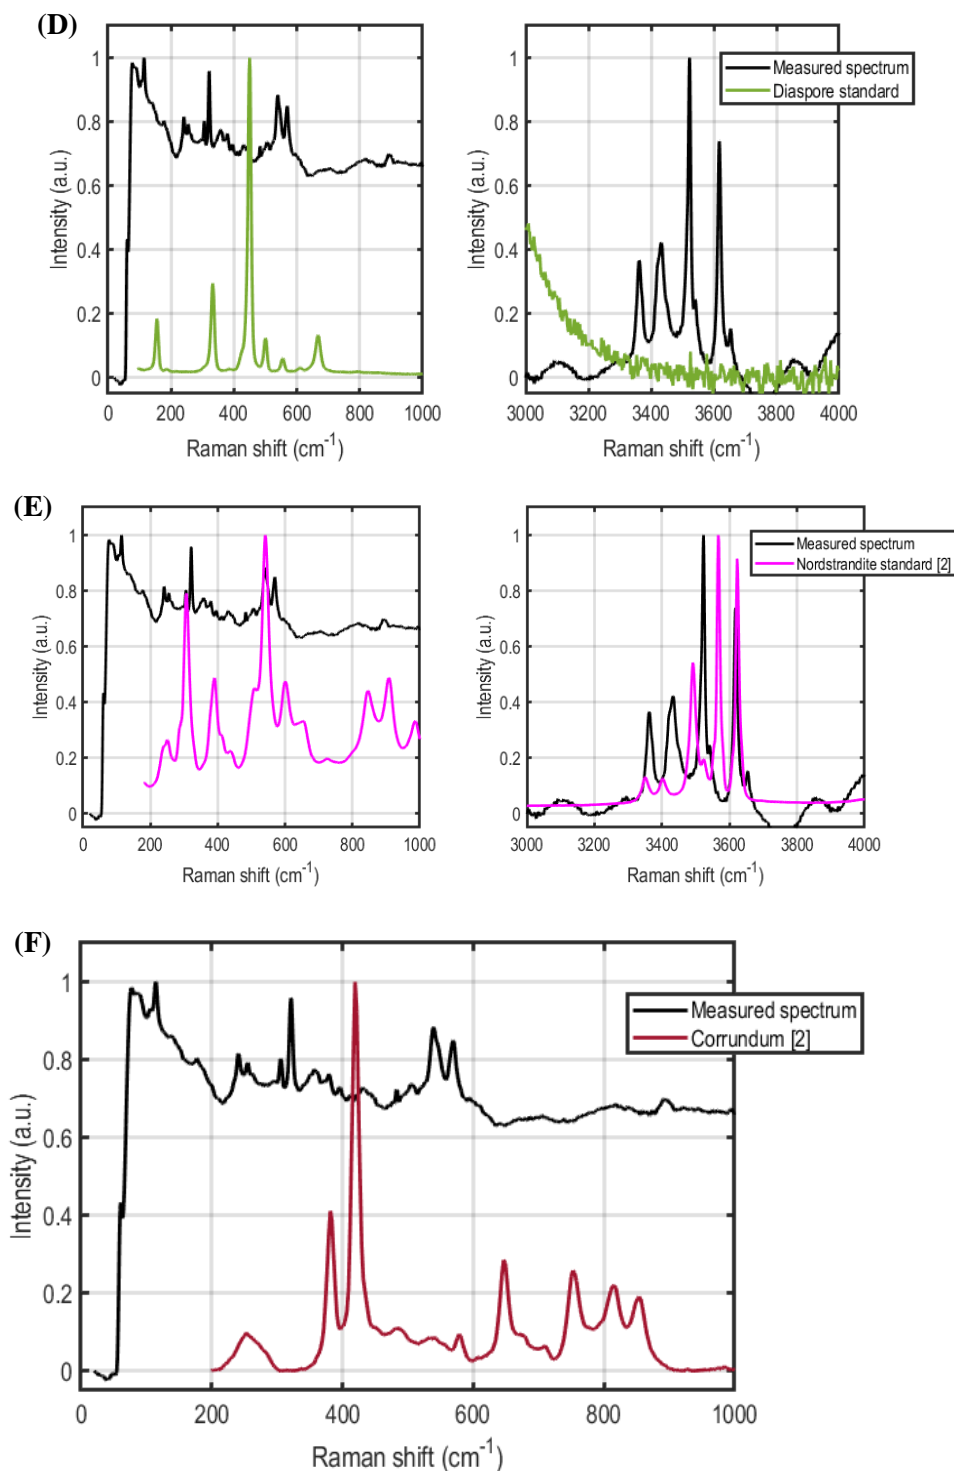 (D)
Intensity (a.u.)
1
0.8
0.6
0.4
0.2
0
0 200 400 600 800 1000
Raman shift (cm-1)
Measured spectrum
Diaspore standard
Intensity (a.u.)
1
0.8
0.6
0.4
0.2
0
3000 3200 3400 3600 3800 4000
Raman shift (cm-1)
(E)
Intensity (a.u.)
1
0.8
0.6
0.4
0.2
0
0 200 400 600 800 1000
Raman shift (cm-1)
Measured spectrum
Nordstrandite standard [2]
Intensity (a.u.)
1
0.8
0.6
0.4
0.2
0
3000 3200 3400 3600 3800 4000
Raman shift (cm-1)
(F)
Measured spectrum
Corrundum [2]
Intensity (a.u.)
1
0.8
0.6
0.4
0.2
0
0 200 400 600 800 1000
Raman shift (cm-1)